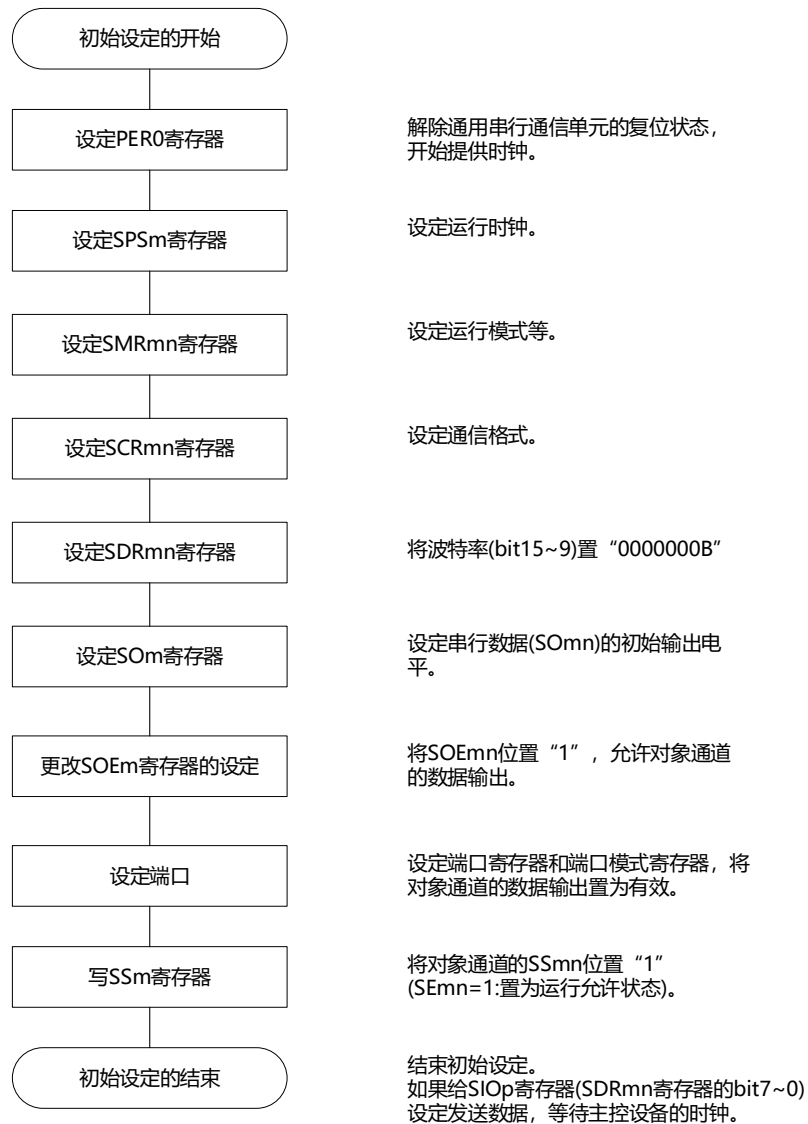 初始设定的开始
设定PER0寄存器
解除通用串行通信单元的复位状态，
开始提供时钟。
设定SPSm寄存器
设定运行时钟。
设定SMRmn寄存器
设定运行模式等。
设定SCRmn寄存器
设定通信格式。
设定SDRmn寄存器
将波特率(bit15~9)置“0000000B”
设定SOm寄存器
设定串行数据(SOmn)的初始输出电
平。
更改SOEm寄存器的设定
将SOEmn位置“1”，允许对象通道
的数据输出。
设定端口
设定端口寄存器和端口模式寄存器，将
对象通道的数据输出置为有效。
写SSm寄存器
将对象通道的SSmn位置“1”
(SEmn=1:置为运行允许状态)。
初始设定的结束
结束初始设定。
如果给SIOp寄存器(SDRmn寄存器的bit7~0)
设定发送数据，等待主控设备的时钟。